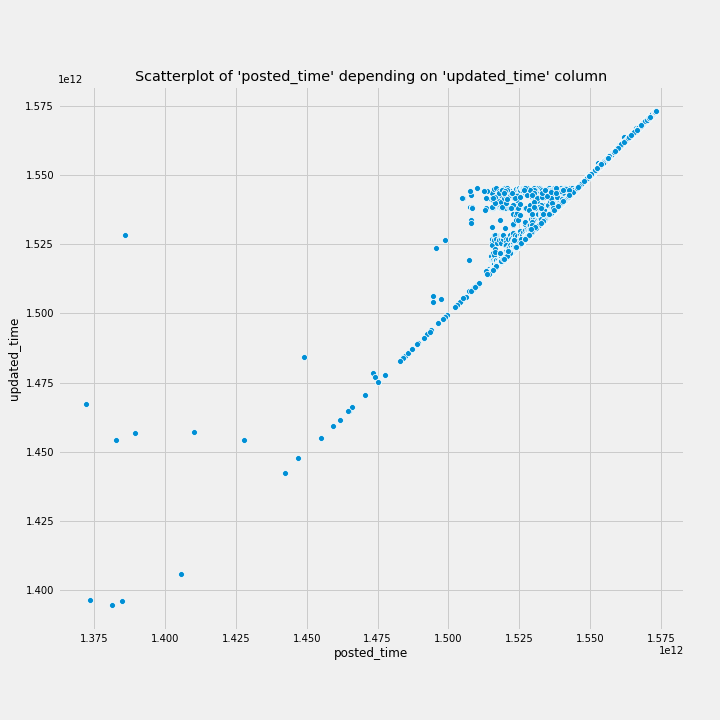 Scatterplot of 'posted_time' depending on 'updated_time' column
1e12
1.575
1.550
1.525
1.500
1.475
1.450
1.425
1.400
updated_time
1.375 1.400 1.425 1.450 1.475 1.500 1.525 1.550 1.575
posted_time
1e12